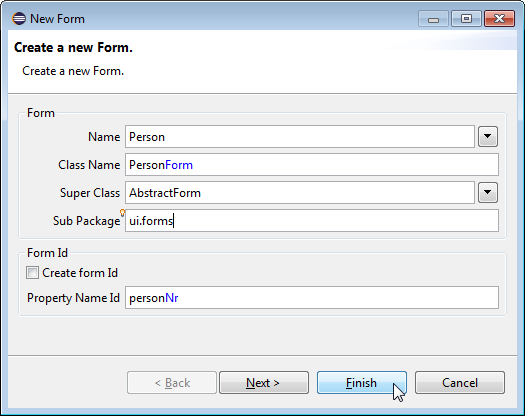 New Form
Create a new Form.
Create a new Form.
Form
Name Person
Class Name PersonForm
Super Class AbstractForm
Sub Package ui.forms
Form Id
Create form Id
Property Name Id personNr
< Back Next > Finish Cancel